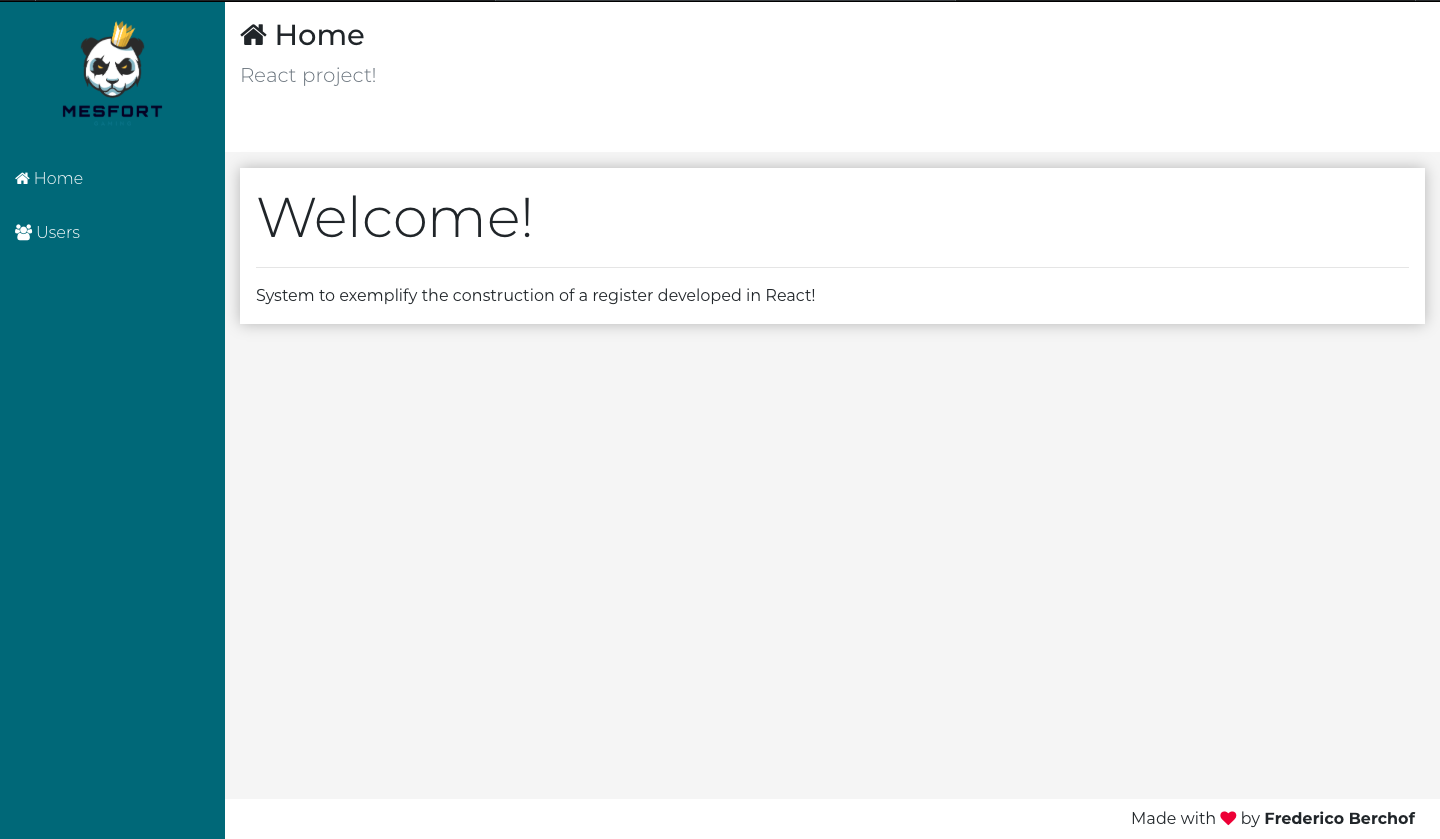 MESFORT
Home
Users
Home
React project!
Welcome!
System to exemplify the construction of a register developed in React!
Made with by Frederico Berchof